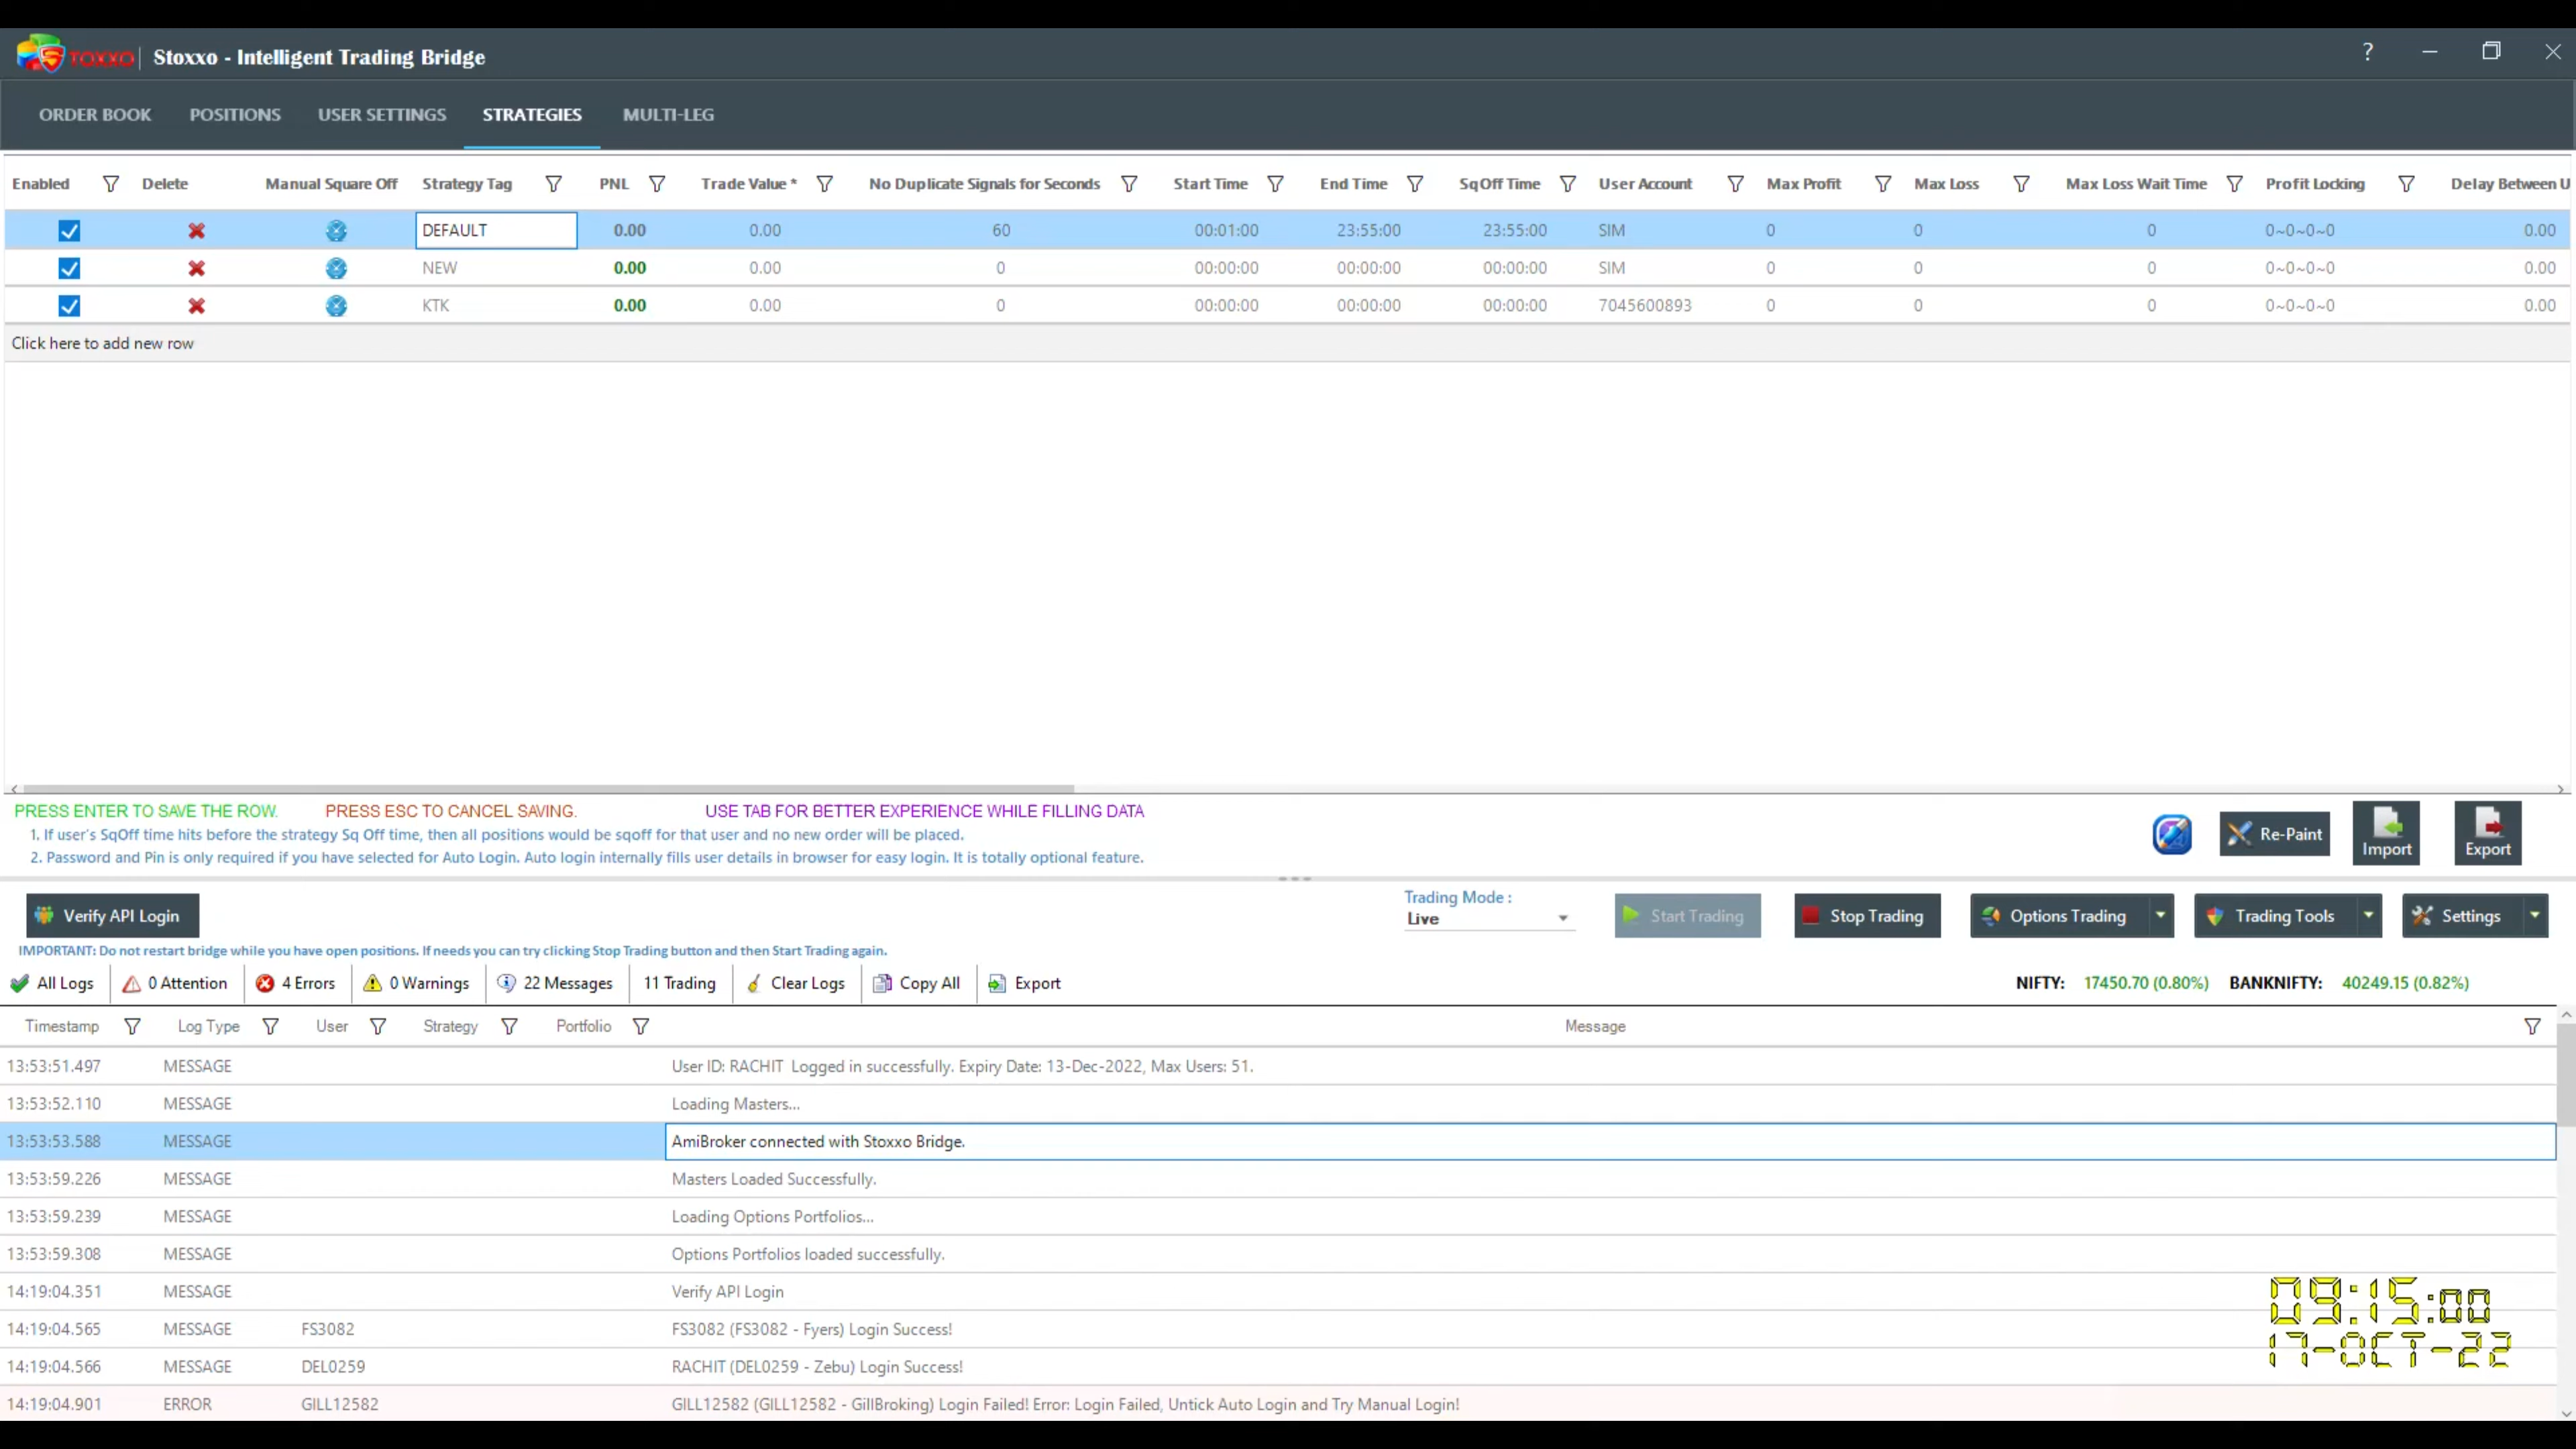 TOXXO | Stoxxo - Intelligent Trading Bridge ?
ORDER BOOK POSITIONS USER SETTINGS STRATEGIES MULTI-LEG
Enabled Delete Manual Square Off Strategy Tag PNL Trade Value * No Duplicate Signals for Seconds Start Time End Time SqOff Time User Account Max Profit Max Loss Max Loss Wait Time Profit Locking Delay Between U
DEFAULT 0.00 0.00 60 00:01:00 23:55:00 23:55:00 SIM 0 0 0 0~0~0~0 0.00
NEW 0.00 0.00 0 00:00:00 00:00:00 00:00:00 SIM 0 0 0 0~0~0~0 0.00
KTK 0.00 0.00 0 00:00:00 00:00:00 00:00:00 7045600893 0 0 0 0~0~0~0 0.00
Click here to add new row
PRESS ENTER TO SAVE THE ROW. PRESS ESC TO CANCEL SAVING. USE TAB FOR BETTER EXPERIENCE WHILE FILLING DATA
1. If user's SqOff time hits before the strategy Sq Off time, then all positions would be sqoff for that user and no new order will be placed.
2. Password and Pin is only required if you have selected for Auto Login. Auto login internally fills user details in browser for easy login. It is totally optional feature.
Re-Paint Import Export
Verify API Login Trading Mode : Live Start Trading Stop Trading Options Trading Trading Tools Settings
IMPORTANT: Do not restart bridge while you have open positions. If needs you can try clicking Stop Trading button and then Start Trading again.
All Logs 0 Attention 4 Errors 0 Warnings 22 Messages 11 Trading Clear Logs Copy All Export NIFTY: 17450.70 (0.80%) BANKNIFTY: 40249.15 (0.82%)
Timestamp Log Type User Strategy Portfolio Message
13:53:51.497 MESSAGE User ID: RACHIT Logged in successfully. Expiry Date: 13-Dec-2022, Max Users: 51.
13:53:52.110 MESSAGE Loading Masters...
13:53:53.588 MESSAGE AmiBroker connected with Stoxxo Bridge.
13:53:59.226 MESSAGE Masters Loaded Successfully.
13:53:59.239 MESSAGE Loading Options Portfolios...
13:53:59.308 MESSAGE Options Portfolios loaded successfully.
14:19:04.351 MESSAGE Verify API Login
14:19:04.565 MESSAGE FS3082 FS3082 (FS3082 - Fyers) Login Success!
14:19:04.566 MESSAGE DEL0259 RACHIT (DEL0259 - Zebu) Login Success!
14:19:04.901 ERROR GILL12582 GILL12582 (GILL12582 - GillBroking) Login Failed! Error: Login Failed, Untick Auto Login and Try Manual Login!
09:15:00
17-OCT-22